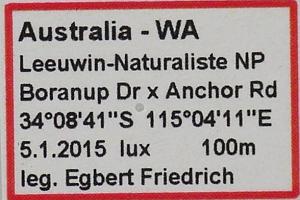 Australia - WA
Leeuwin-Naturaliste NP
Boranup Dr x Anchor Rd
34°08'41"S 115°04'11"E
5.1.2015 lux 100m
leg. Egbert Friedrich